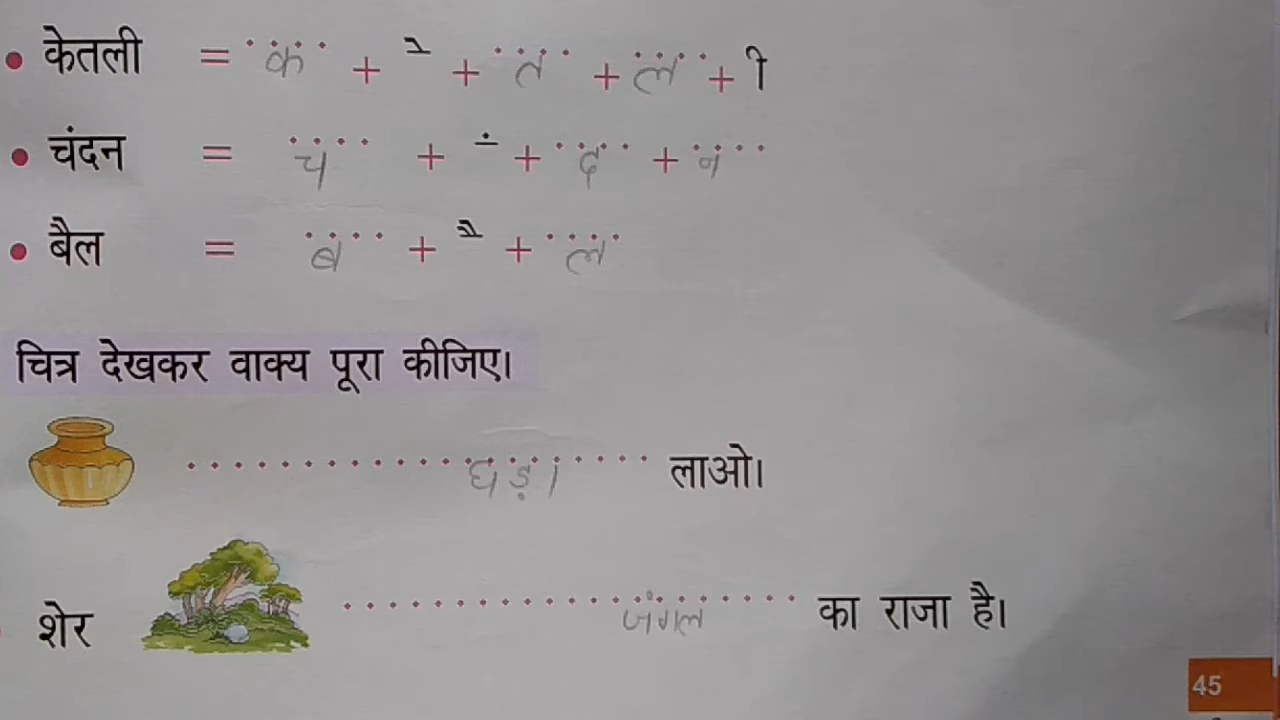 • केतली = क + े + त + ल + ी
• चंदन = च + ं + द + न
• बैल = ब + ै + ल
चित्र देखकर वाक्य पूरा कीजिए।
घड़ा लाओ।
शेर जंगल का राजा है।
45